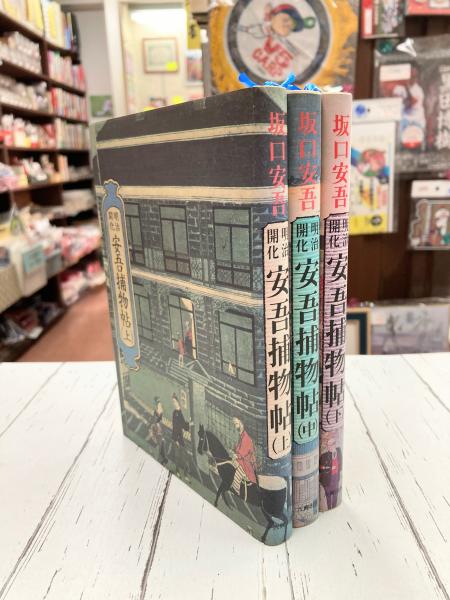 明治
開化
安吾捕物帖
上
坂口安吾
明治
開化
安吾捕物帖
(上)
坂口安吾
明治
開化
安吾捕物帖
(中)
坂口安吾
明治
開化
安吾捕物帖
(下)